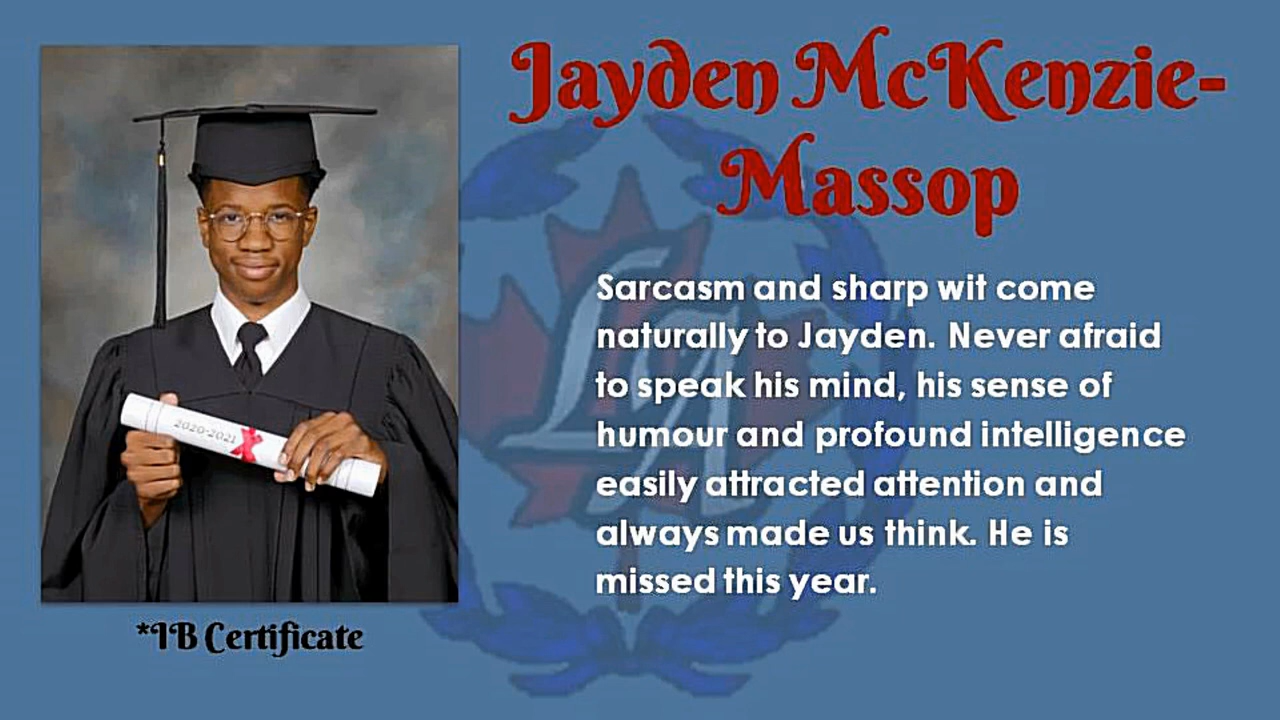 Jayden McKenzie-
Massop
Sarcasm and sharp wit come
naturally to Jayden. Never afraid
to speak his mind, his sense of
humour and profound intelligence
easily attracted attention and
always made us think. He is
missed this year.
2020-2021
*IB Certificate
LA